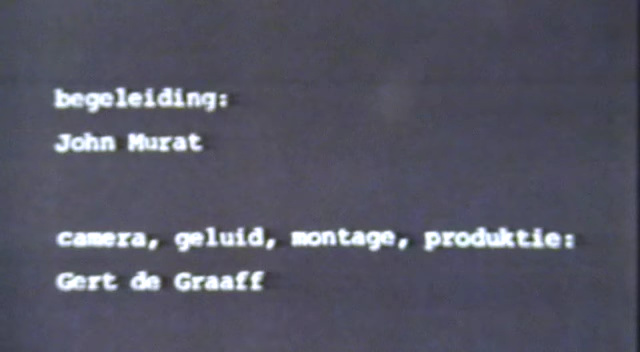 begeleiding:
John Murat
camera, geluid, montage, produktie:
Gert de Graaff